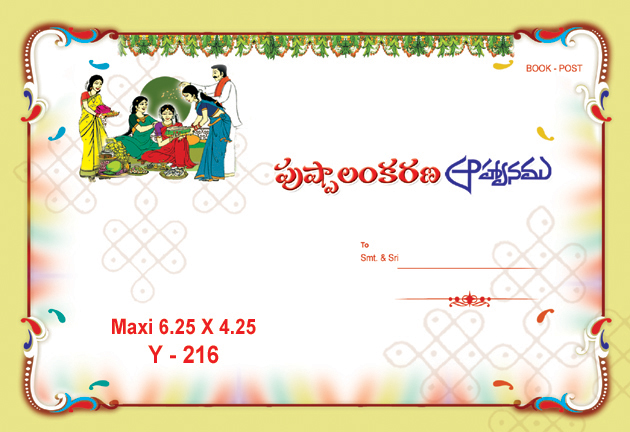 BOOK - POST
పుష్పాలంకరణ ఆహ్వానము
To
Smt. & Sri
Maxi 6.25 X 4.25
Y - 216